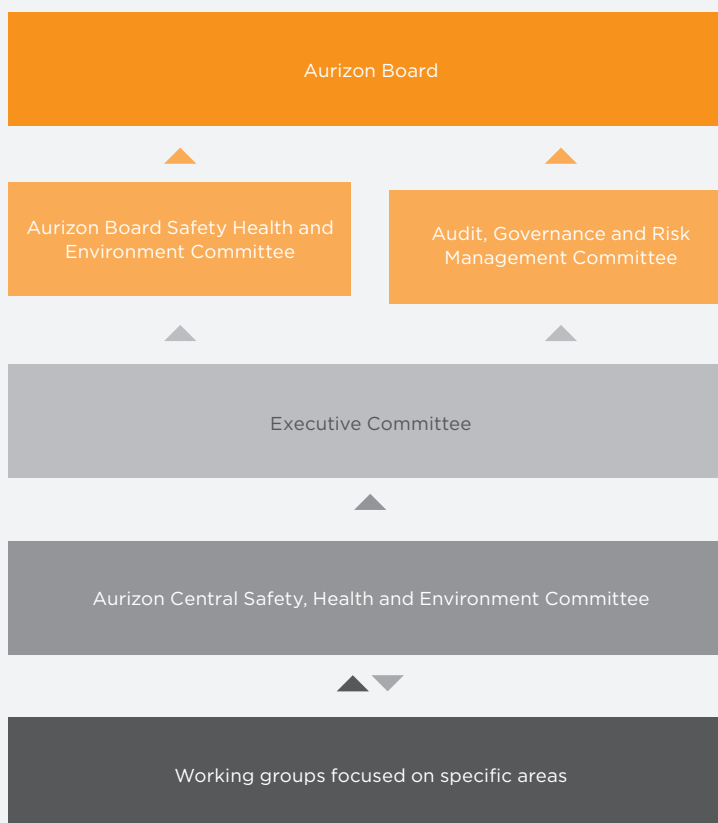 Aurizon Board
Aurizon Board Safety Health and
Environment Committee
Audit, Governance and Risk
Management Committee
Executive Committee
Aurizon Central Safety, Health and Environment Committee
Working groups focused on specific areas